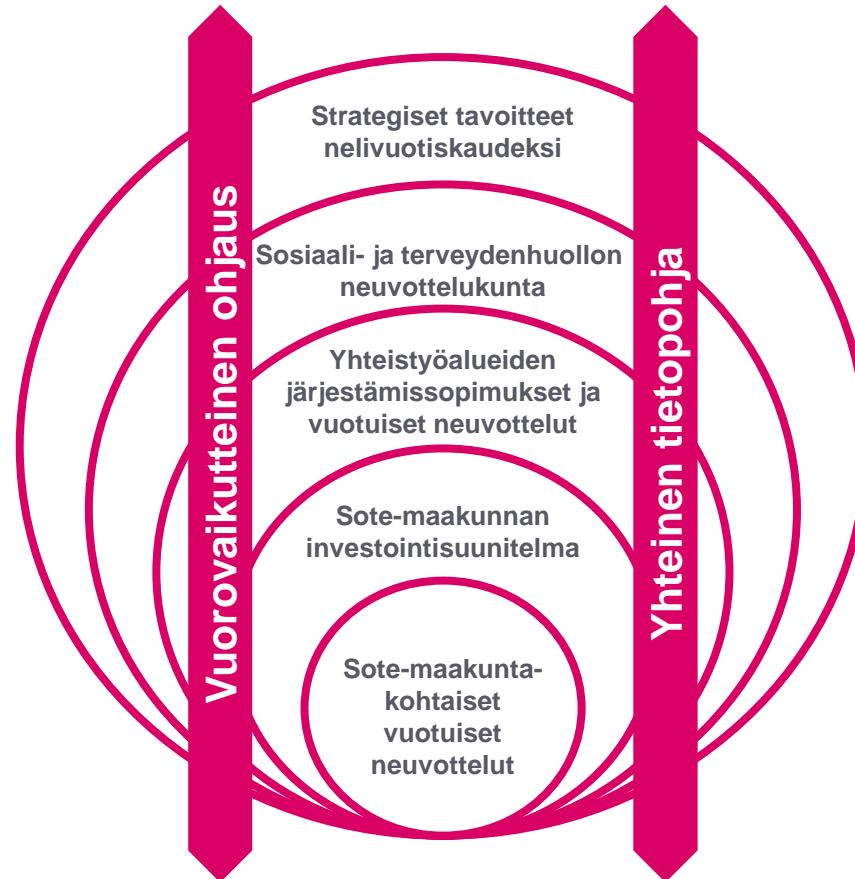 Strategiset tavoitteet
nelivuotiskaudeksi
Sosiaali- ja terveydenhuollon
neuvottelukunta
Yhteistyöalueiden
järjestämissopimukset ja
vuotuiset neuvottelut
Sote-maakunnan
investointisuunitelma
Sote-maakunta-
kohtaiset
vuotuiset
neuvottelut
Vuorovaikutteinen ohjaus
Yhteinen tietopohja